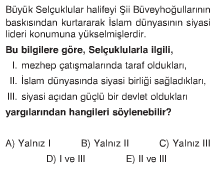 Büyük Selçuklular halifeyi Şii Büveyhoğullarının
baskısından kurtararak İslam dünyasının siyasi
lideri konumuna yükselmişlerdir.
Bu bilgilere göre, Selçuklularla ilgili,
I. mezhep çatışmalarında taraf oldukları,
II. İslam dünyasında siyasi birliği sağladıkları,
III. siyasi açıdan güçlü bir devlet oldukları
yargılarından hangileri söylenebilir?
A) Yalnız I B) Yalnız II C) Yalnız III
D) I ve III E) II ve III